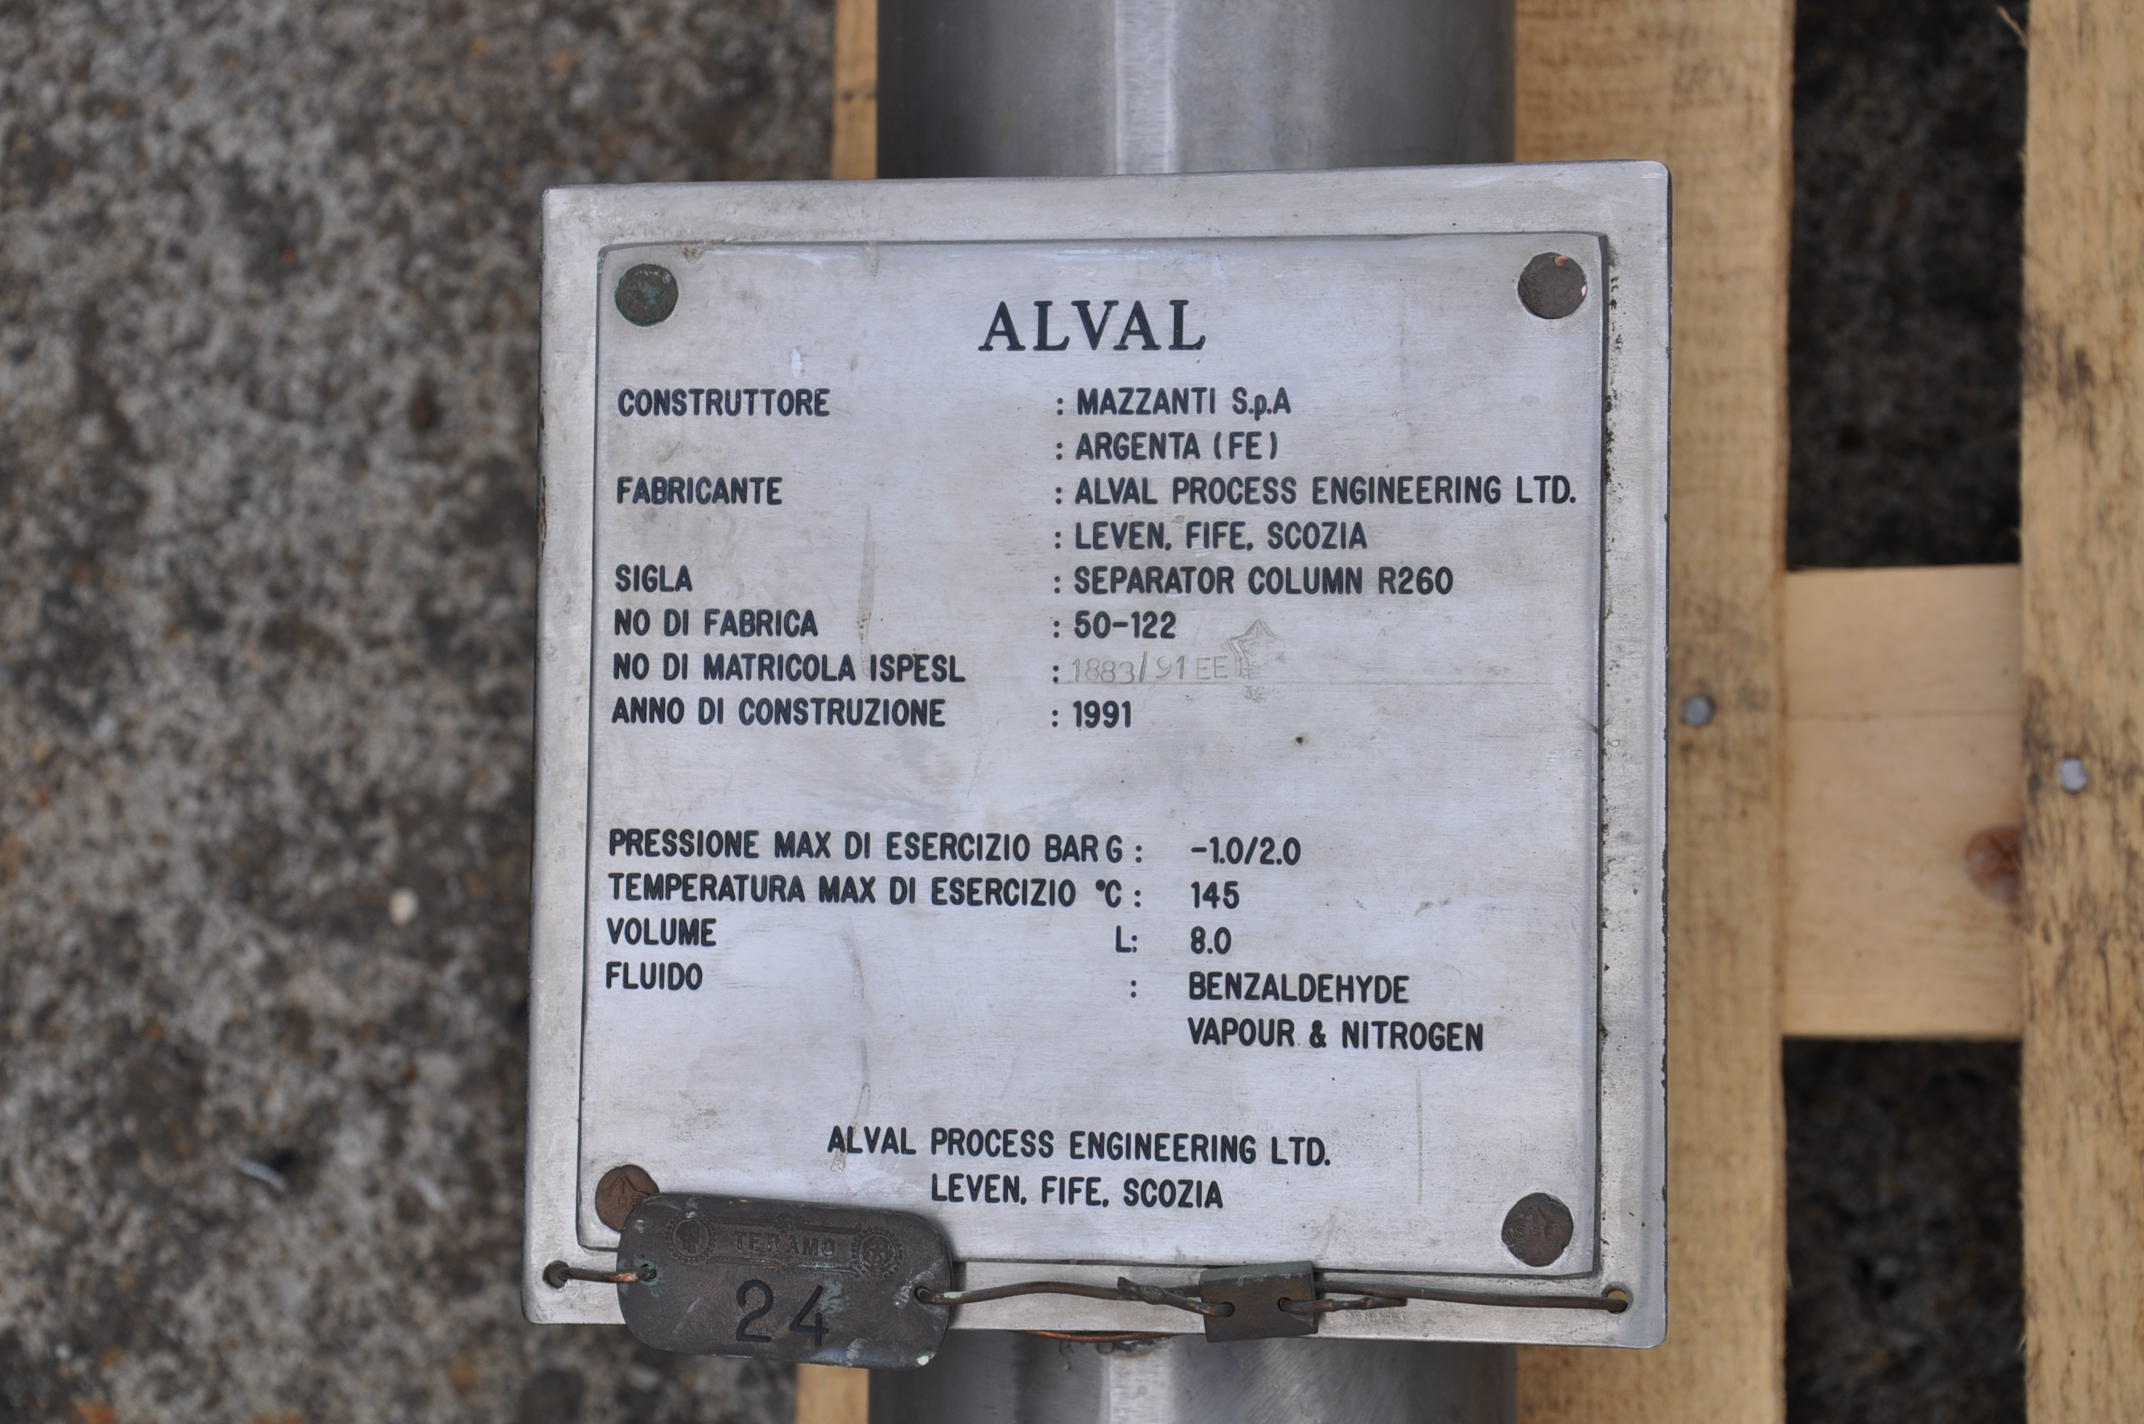 ALVAL
CONSTRUTTORE : MAZZANTI S.p.A
: ARGENTA (FE)
FABRICANTE : ALVAL PROCESS ENGINEERING LTD.
: LEVEN, FIFE, SCOZIA
SIGLA : SEPARATOR COLUMN R260
NO DI FABRICA : 50-122
NO DI MATRICOLA ISPESL : 1883/91 EE
ANNO DI CONSTRUZIONE : 1991
PRESSIONE MAX DI ESERCIZIO BAR G : -1.0/2.0
TEMPERATURA MAX DI ESERCIZIO °C : 145
VOLUME L: 8.0
FLUIDO : BENZALDEHYDE
VAPOUR & NITROGEN
ALVAL PROCESS ENGINEERING LTD.
LEVEN, FIFE, SCOZIA
TERAMO
24